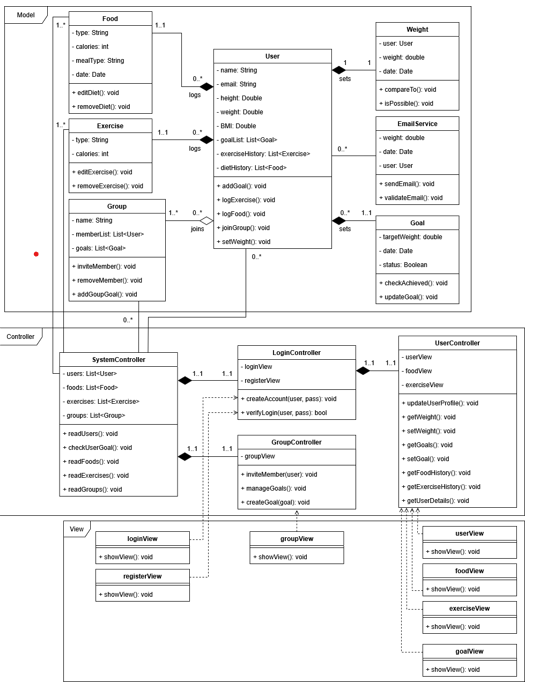 Model
Food
- type: String
- calories: int
- mealType: String
- date: Date
+ editDiet(): void
+ removeDiet(): void
1..*
1..1
0..*
logs
Exercise
- type: String
- calories: int
+ editExercise(): void
+ removeExercise(): void
1..*
1..1
0..*
logs
Group
- name: String
- memberList: List<User>
- goals: List<Goal>
+ inviteMember(): void
+ removeMember(): void
+ addGoupGoal(): void
1..*
0..*
joins
0..*
User
- name: String
- email: String
- height: Double
- weight: Double
- BMI: Double
- goalList: List<Goal>
- exerciseHistory: List<Exercise>
- dietHistory: List<Food>
+ addGoal(): void
+ logExercise(): void
+ logFood(): void
+ joinGroup(): void
+ setWeight(): void
0..*
1
1
sets
Weight
- user: User
- weight: double
- date: Date
+ compareTo(): void
+ isPossible(): void
0..*
EmailService
- weight: double
- date: Date
- user: User
+ sendEmail(): void
+ validateEmail(): void
0..*
1..1
sets
Goal
- targetWeight: double
- date: Date
- status: Boolean
+ checkAchieved(): void
+ updateGoal(): void
Controller
SystemController
- users: List<User>
- foods: List<Food>
- exercises: List<Exercise>
- groups: List<Group>
+ readUsers(): void
+ checkUserGoal(): void
+ readFoods(): void
+ readExercises(): void
+ readGroups(): void
1..1
1..1
LoginController
- loginView
- registerView
+ createAccount(user, pass): void
+ verifyLogin(user, pass): bool
1..1
1..1
1..1
1..1
GroupController
- groupView
+ inviteMember(user): void
+ manageGoals(): void
+ createGoal(goal): void
UserController
- userView
- foodView
- exerciseView
+ updateUserProfile(): void
+ getWeight(): void
+ setWeight(): void
+ getGoals(): void
+ setGoal(): void
+ getFoodHistory(): void
+ getExerciseHistory(): void
+ getUserDetails(): void
View
loginView
+ showView(): void
registerView
+ showView(): void
groupView
+ showView(): void
userView
+ showView(): void
foodView
+ showView(): void
exerciseView
+ showView(): void
goalView
+ showView(): void